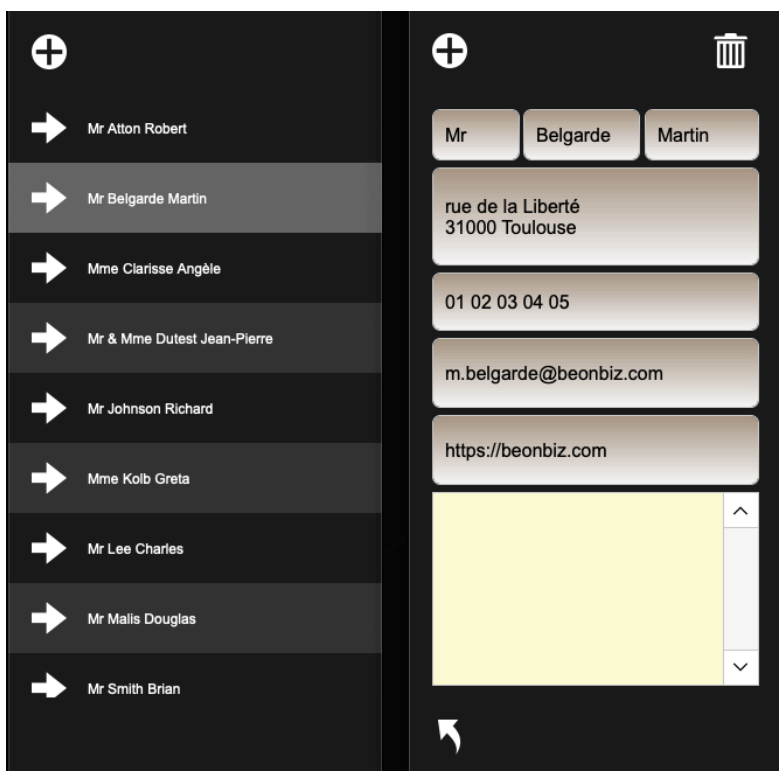 Mr Atton Robert
Mr Belgarde Martin
Mme Clarisse Angèle
Mr & Mme Dutest Jean-Pierre
Mr Johnson Richard
Mme Kolb Greta
Mr Lee Charles
Mr Malis Douglas
Mr Smith Brian
Mr Belgarde Martin
rue de la Liberté
31000 Toulouse
01 02 03 04 05
m.belgarde@beonbiz.com
https://beonbiz.com